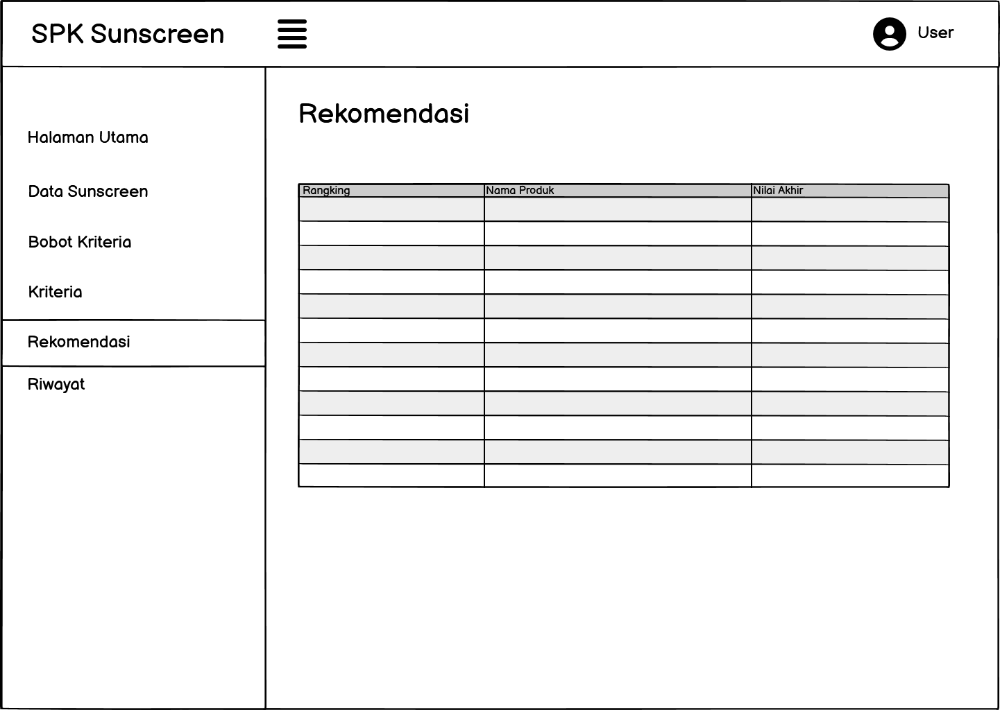 SPK Sunscreen
User
Halaman Utama
Data Sunscreen
Bobot Kriteria
Kriteria
Rekomendasi
Riwayat
Rekomendasi
Rangking
Nama Produk
Nilai Akhir